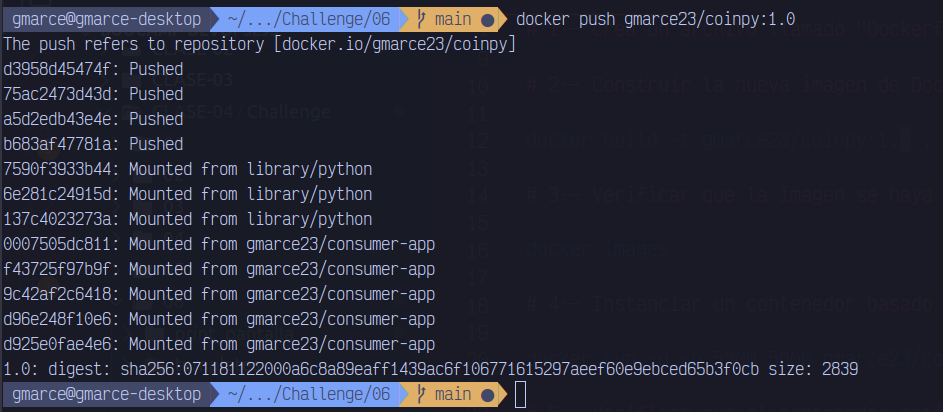 gmarce@gmarce-desktop ~/.../Challenge/06 main ● docker push gmarce23/coinpy:1.0
The push refers to repository [docker.io/gmarce23/coinpy]
d3958d45474f: Pushed
75ac2473d43d: Pushed
a5d2edb43e4e: Pushed
b683af47781a: Pushed
7590f3933b44: Mounted from library/python
6e281c24915d: Mounted from library/python
137c4023273a: Mounted from library/python
0007505dc811: Mounted from gmarce23/consumer-app
f43725f97b9f: Mounted from gmarce23/consumer-app
9c42af2c6418: Mounted from gmarce23/consumer-app
d96e248f10e6: Mounted from gmarce23/consumer-app
d925e0fae4e6: Mounted from gmarce23/consumer-app
1.0: digest: sha256:071181122000a6c8a89eaff1439ac6f106771615297aeef60e9ebced65b3f0cb size: 2839
gmarce@gmarce-desktop ~/.../Challenge/06 main ●